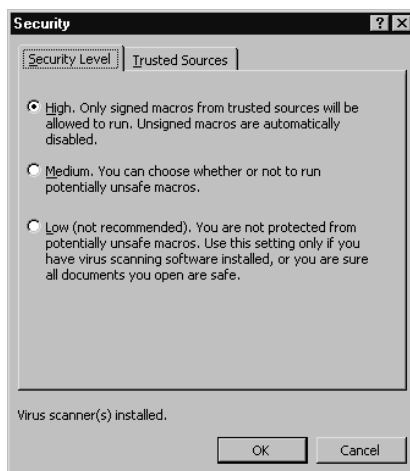 Security
Security Level Trusted Sources
High. Only signed macros from trusted sources will be
allowed to run. Unsigned macros are automatically
disabled.
Medium. You can choose whether or not to run
potentially unsafe macros.
Low (not recommended). You are not protected from
potentially unsafe macros. Use this setting only if you
have virus scanning software installed, or you are sure
all documents you open are safe.
Virus scanner(s) installed.
OK Cancel